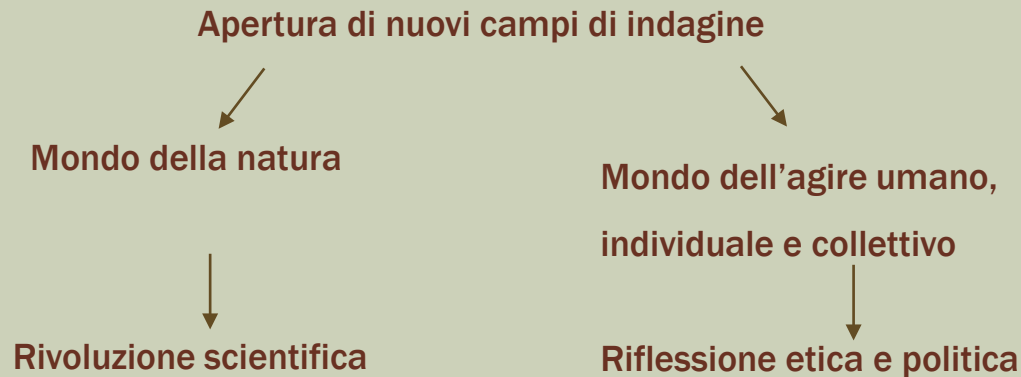 Apertura di nuovi campi di indagine
Mondo della natura
Mondo dell’agire umano,
individuale e collettivo
Rivoluzione scientifica
Riflessione etica e politica